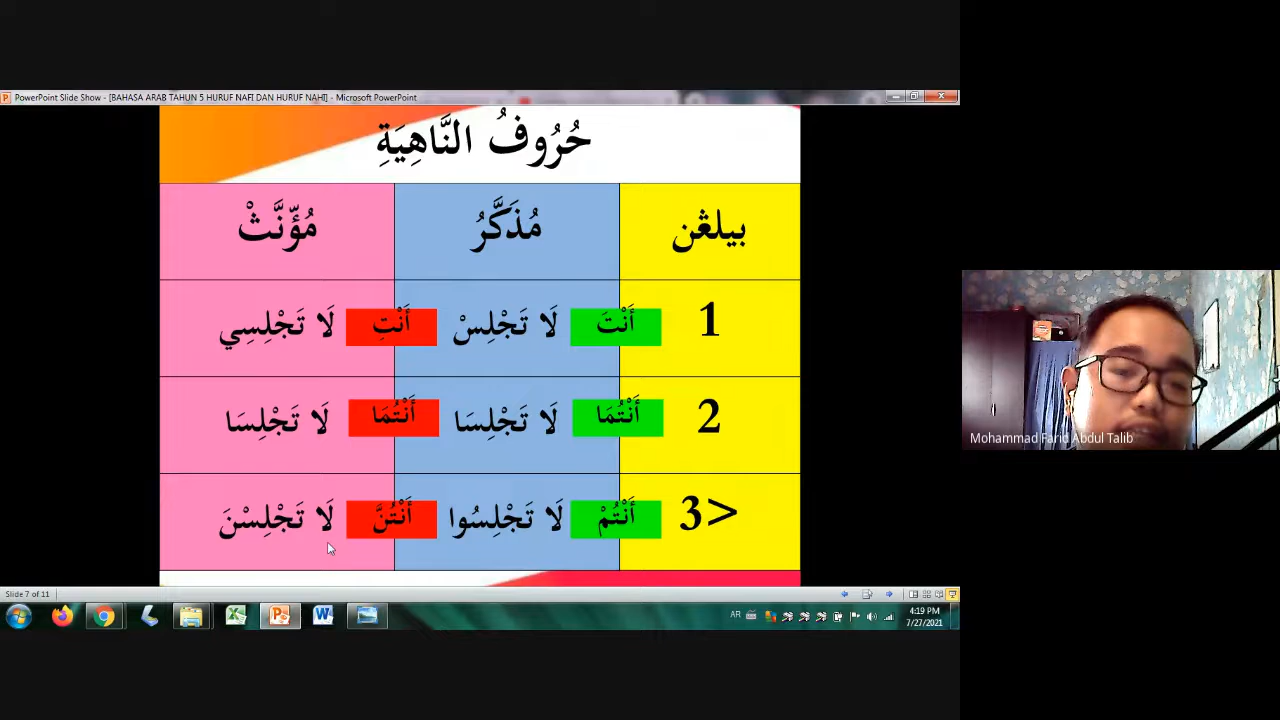 PowerPoint Slide Show - [BAHASA ARAB TAHUN 5 HURUF NAFI DAN HURUF NAHI] - Microsoft PowerPoint
حُرُوفُ النَّاهِيَةِ
بيلڠن مُذَكَّرُ مُؤَنَّثْ
1 أَنْتَ لَا تَجْلِسْ أَنْتِ لَا تَجْلِسِي
2 أَنْتُمَا لَا تَجْلِسَا أَنْتُمَا لَا تَجْلِسَا
3> أَنْتُمْ لَا تَجْلِسُوا أَنْتُنَّ لَا تَجْلِسْنَ
Mohammad Farid Abdul Talib
Slide 7 of 11
AR
4:19 PM
7/27/2021